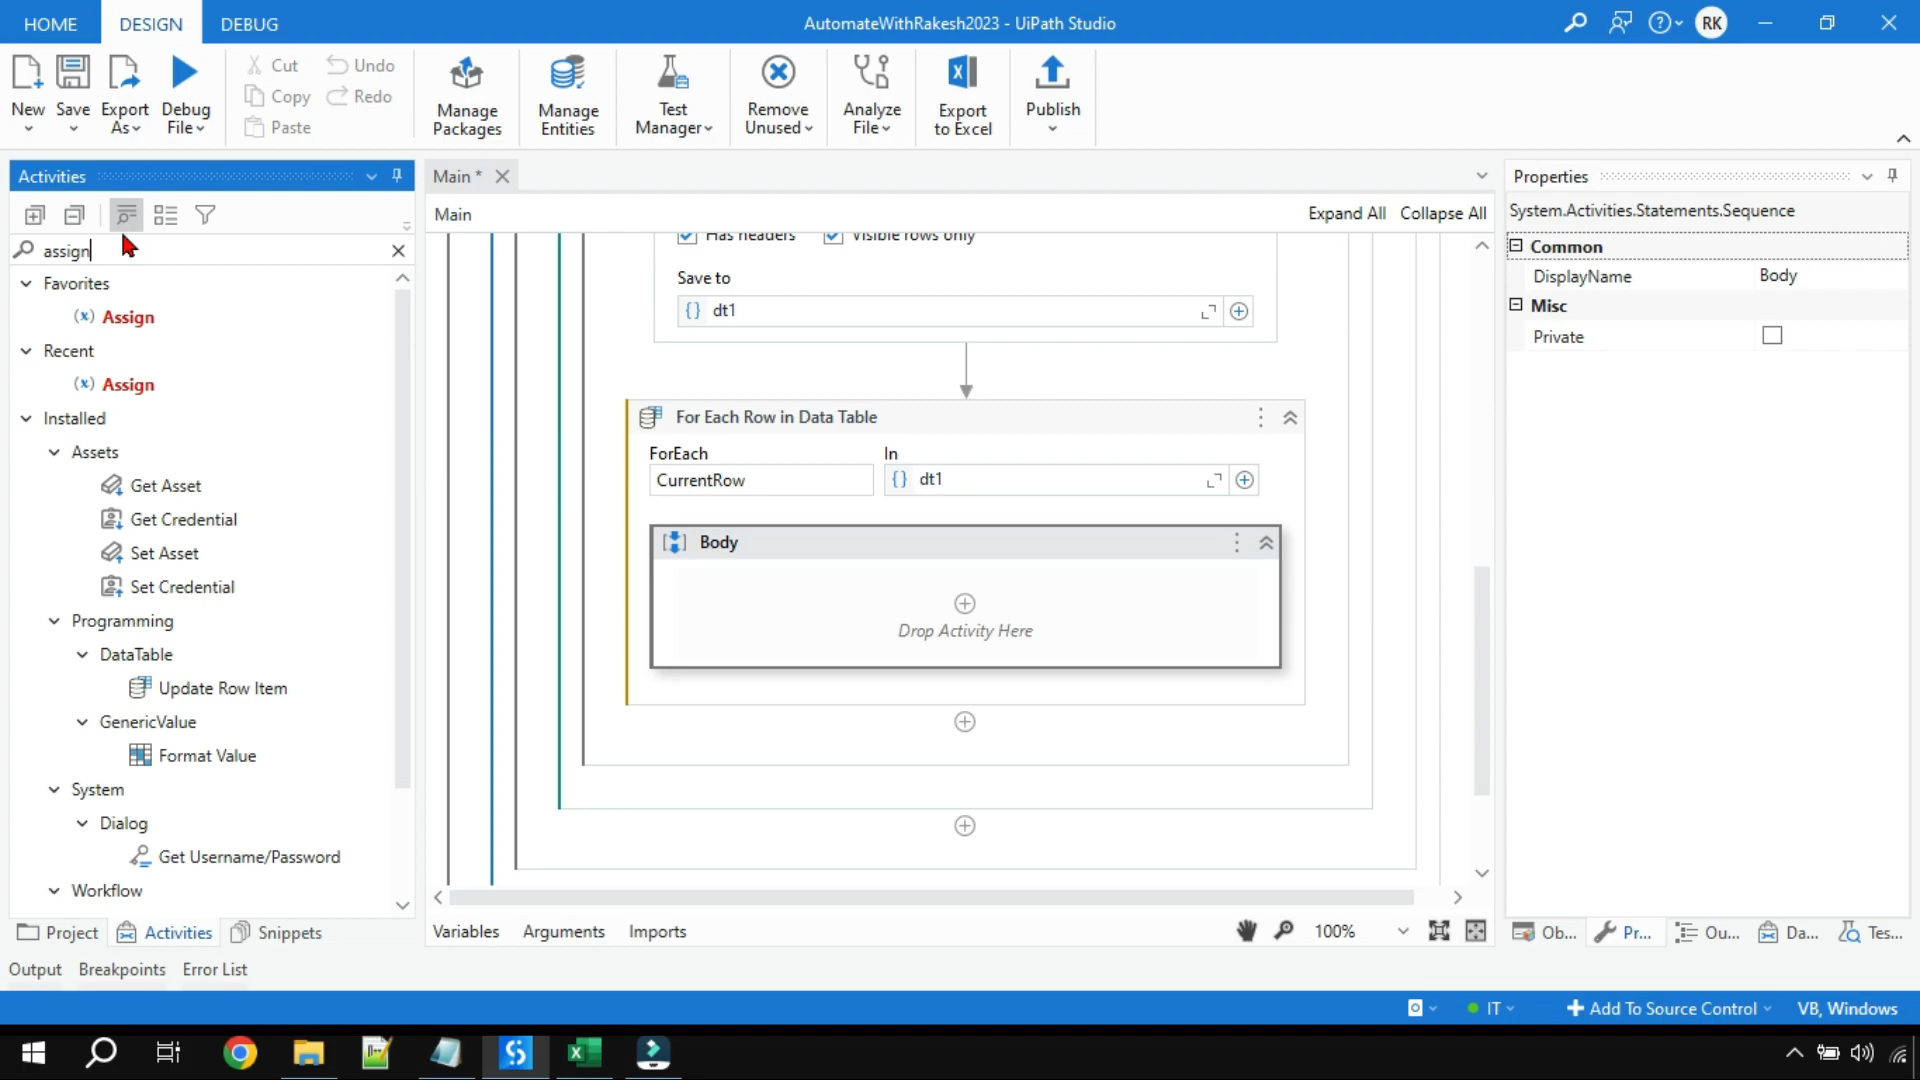 HOME DESIGN DEBUG
AutomateWithRakesh2023 - UiPath Studio
RK
New
Save
Export As
Debug File
Cut
Copy
Paste
Undo
Redo
Manage Packages
Manage Entities
Test Manager
Remove Unused
Analyze File
Export to Excel
Publish
Activities
assign
Favorites
Assign
Recent
Assign
Installed
Assets
Get Asset
Get Credential
Set Asset
Set Credential
Programming
DataTable
Update Row Item
GenericValue
Format Value
System
Dialog
Get Username/Password
Workflow
Project Activities Snippets
Main *
Main
Expand All Collapse All
Has headers Visible rows only
Save to
dt1
For Each Row in Data Table
ForEach In
CurrentRow dt1
Body
Drop Activity Here
Variables Arguments Imports
100%
Properties
System.Activities.Statements.Sequence
Common
DisplayName Body
Misc
Private
Ob... Pr... Ou... Da... Tes...
Output Breakpoints Error List
IT
Add To Source Control
VB, Windows